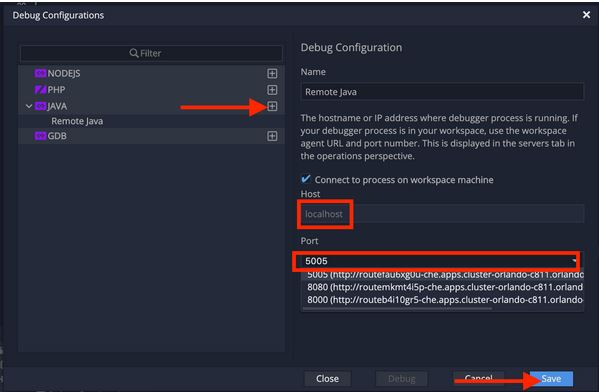 Debug Configurations
Filter
NODEJS
PHP
JAVA
Remote Java
GDB
Debug Configuration
Name
Remote Java
The hostname or IP address where debugger process is running. If
your debugger process is in your workspace, use the workspace
agent URL and port number. This is displayed in the servers tab in
the operations perspective.
Connect to process on workspace machine
Host
localhost
Port
5005
5005 (http://routefau6xg0u-che.apps.cluster-orlando-c811.orlando
8080 (http://routemkmt4i5p-che.apps.cluster-orlando-c811.orlando
8000 (http://routeb4i10gr5-che.apps.cluster-orlando-c811.orlando
Close
Debug
Cancel
Save